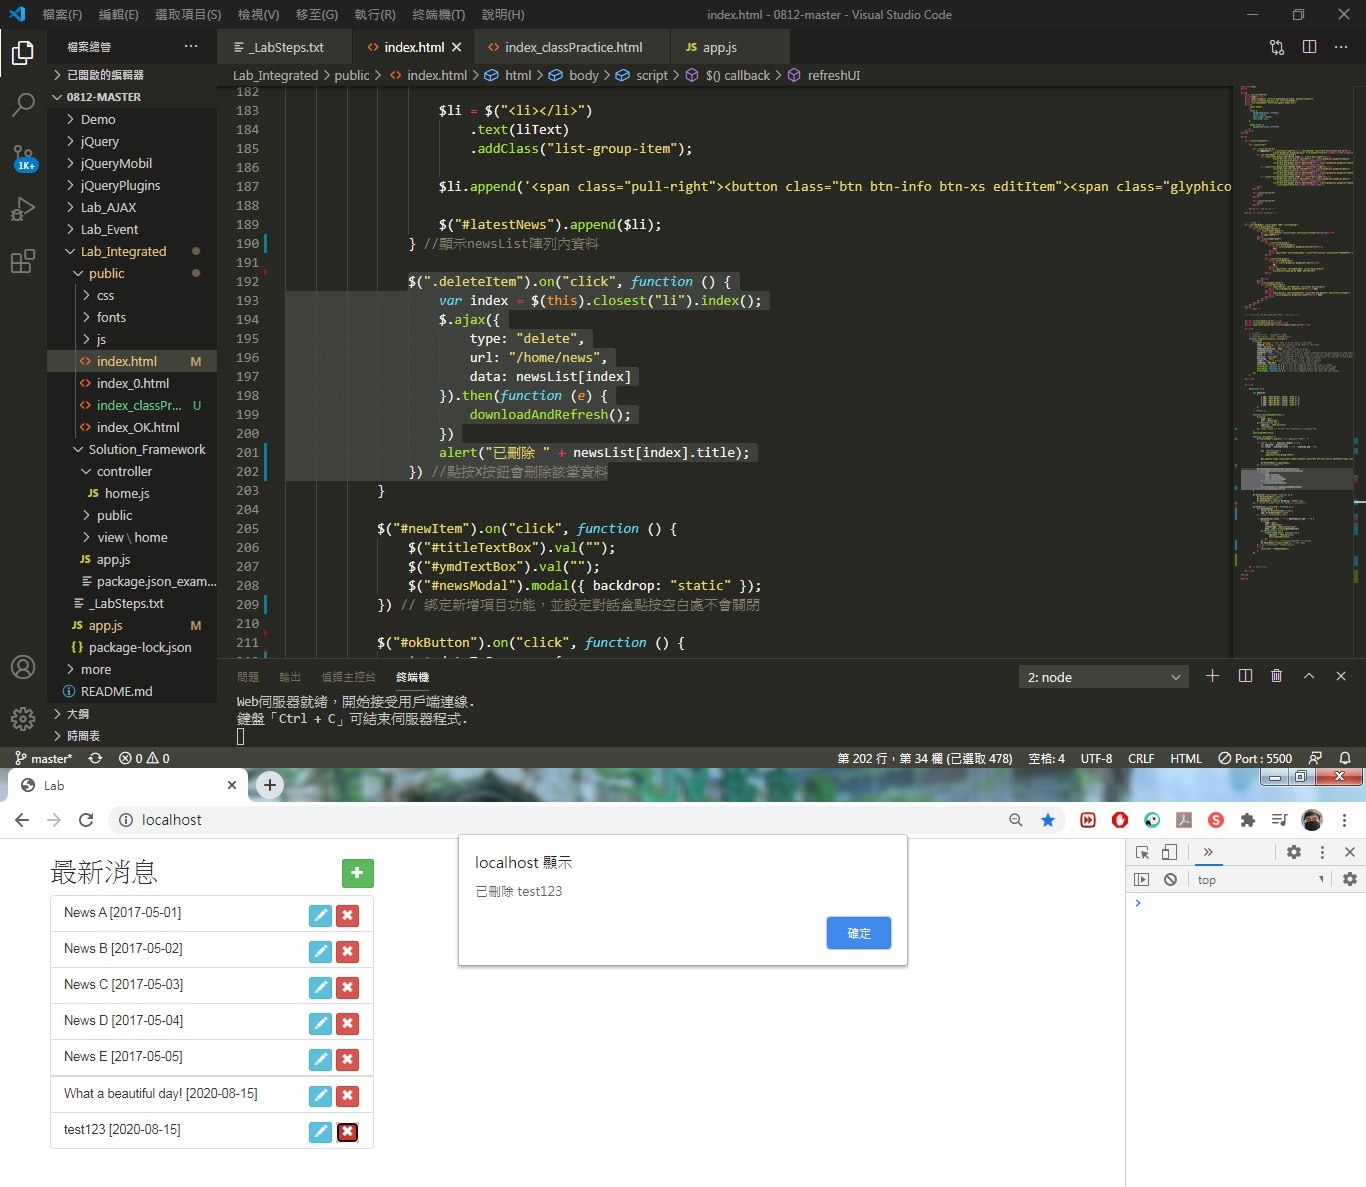 檔案(F) 編輯(E) 選取項目(S) 檢視(V) 移至(G) 執行(R) 終端機(T) 說明(H) index.html - 0812-master - Visual Studio Code
檔案總管 ···
_LabSteps.txt index.html index_classPractice.html JS app.js
Lab_Integrated > public > index.html > html > body > script > $() callback > refreshUI
已開啟的編輯器
0812-MASTER
Demo
jQuery
jQueryMobil
jQueryPlugins
Lab_AJAX
Lab_Event
Lab_Integrated
public
css
fonts
js
index.html M
index_0.html
index_classPr... U
index_OK.html
Solution_Framework
controller
JS home.js
public
view \ home
JS app.js
package.json_exam...
_LabSteps.txt
JS app.js M
{} package-lock.json
more
README.md
大綱
時間表
1K+
182
183 $li = $("<li></li>")
184 .text(liText)
185 .addClass("list-group-item");
186
187 $li.append('<span class="pull-right"><button class="btn btn-info btn-xs editItem"><span class="glyphico
188
189 $("#latestNews").append($li);
190 } //顯示newsList陣列內資料
191
192 $(".deleteItem").on("click", function () {
193 var index = $(this).closest("li").index();
194 $.ajax({
195 type: "delete",
196 url: "/home/news",
197 data: newsList[index]
198 }).then(function (e) {
199 downloadAndRefresh();
200 })
201 alert("已刪除 " + newsList[index].title);
202 }) //點按X按鈕會刪除該筆資料
203 }
204
205 $("#newItem").on("click", function () {
206 $("#titleTextBox").val("");
207 $("#ymdTextBox").val("");
208 $("#newsModal").modal({ backdrop: "static" });
209 }) // 綁定新增項目功能，並設定對話盒點按空白處不會關閉
210
211 $("#okButton").on("click", function () {
問題 輸出 偵錯主控台 終端機 2: node
Web伺服器就緒，開始接受用戶端連線.
鍵盤「Ctrl + C」可結束伺服器程式.
master* 0 0 第 202 行，第 34 欄 (已選取 478) 空格: 4 UTF-8 CRLF HTML Port : 5500
Lab
localhost
最新消息
News A [2017-05-01]
News B [2017-05-02]
News C [2017-05-03]
News D [2017-05-04]
News E [2017-05-05]
What a beautiful day! [2020-08-15]
test123 [2020-08-15]
localhost 顯示
已刪除 test123
確定
top